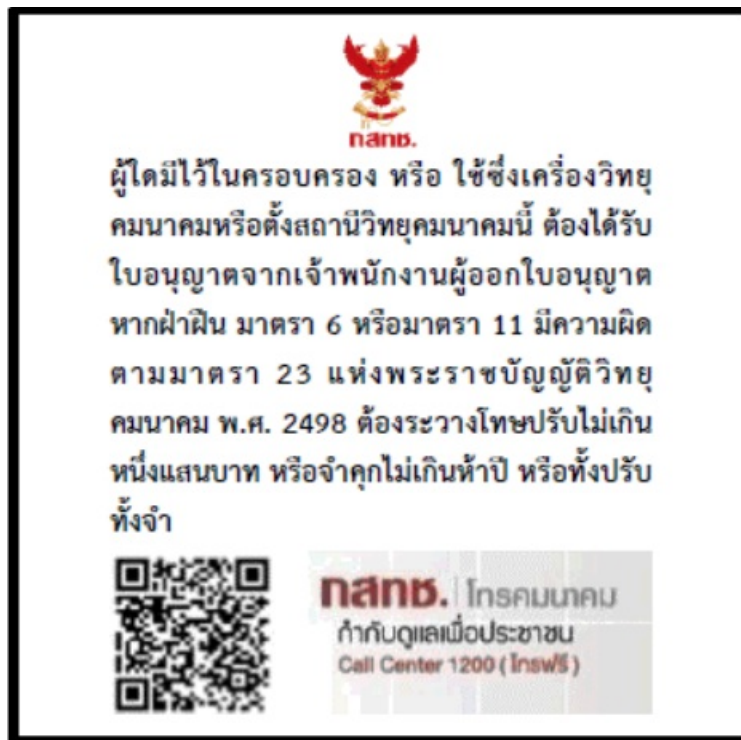 กสทช.
ผู้ใดมีไว้ในครอบครอง หรือ ใช้ซึ่งเครื่องวิทยุ
คมนาคมหรือตั้งสถานีวิทยุคมนาคมนี้ ต้องได้รับ
ใบอนุญาตจากเจ้าพนักงานผู้ออกใบอนุญาต
หากฝ่าฝืน มาตรา 6 หรือมาตรา 11 มีความผิด
ตามมาตรา 23 แห่งพระราชบัญญัติวิทยุ
คมนาคม พ.ศ. 2498 ต้องระวางโทษปรับไม่เกิน
หนึ่งแสนบาท หรือจำคุกไม่เกินห้าปี หรือทั้งปรับ
ทั้งจำ
กสทช. | โทรคมนาคม
กำกับดูแลเพื่อประชาชน
Call Center 1200 ( โทรฟรี )